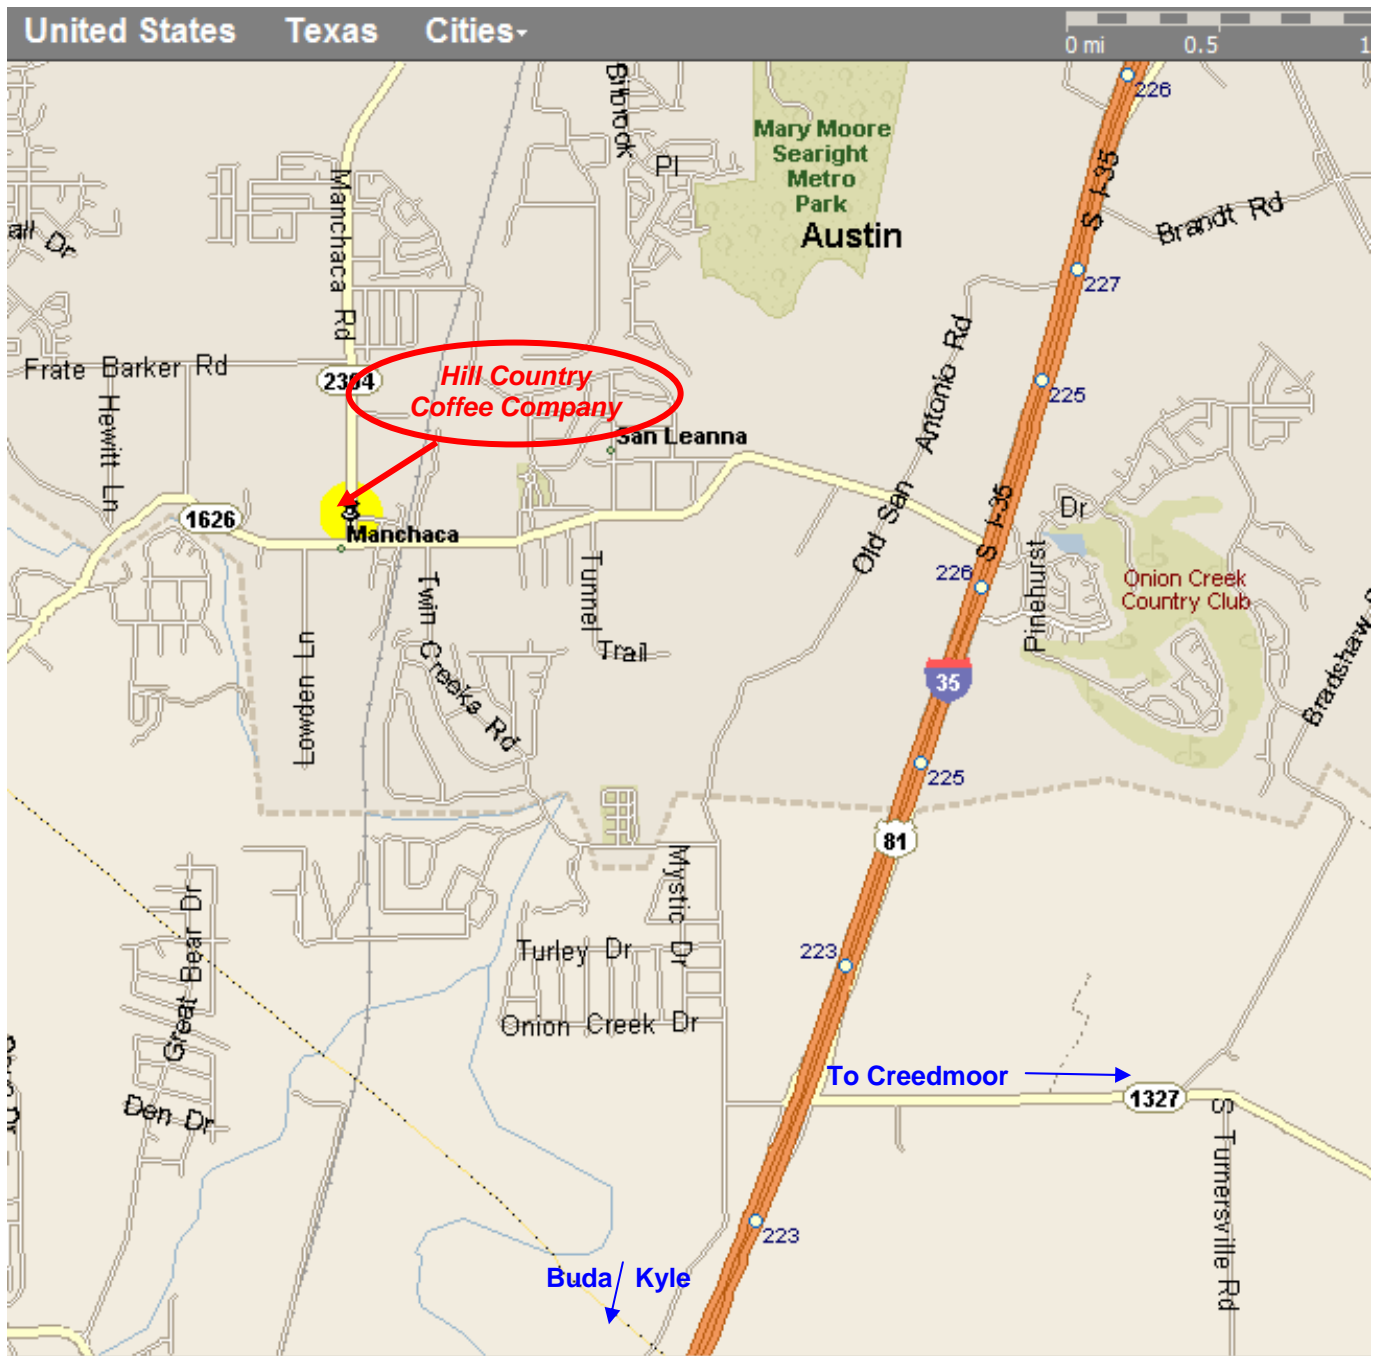 United States Texas Cities
0 mi 0.5 1
226
Bilbrook
Pl
Mary Moore
Searight
Metro
Park
Austin
S I-35
Brandt Rd
227
Manchaca Rd
all Dr
Frate Barker Rd
Hill Country
Coffee Company
Old San Antonio Rd
225
San Leanna
Hewitt Ln
1626
Manchaca
S I-35
Dr
226
Pinehurst
Onion Creek
Country Club
Bradshaw
Tunnel
Trail
Twin Creeks Rd
Lowden Ln
35
225
81
Mystic Dr
Great Bear Dr
Turley Dr
223
Onion Creek Dr
To Creedmoor
1327
Den Dr
S Turnersville Rd
223
Buda/ Kyle